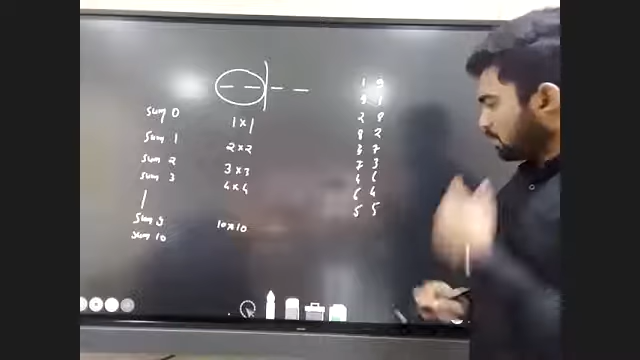 — — | — —
sum 0 1×1
sum 1 2×2
sum 2 3×3
sum 3 4×4
|
sum 9 10×10
sum 10
1 9
9 1
2 8
8 2
3 7
7 3
4 6
6 4
5 5